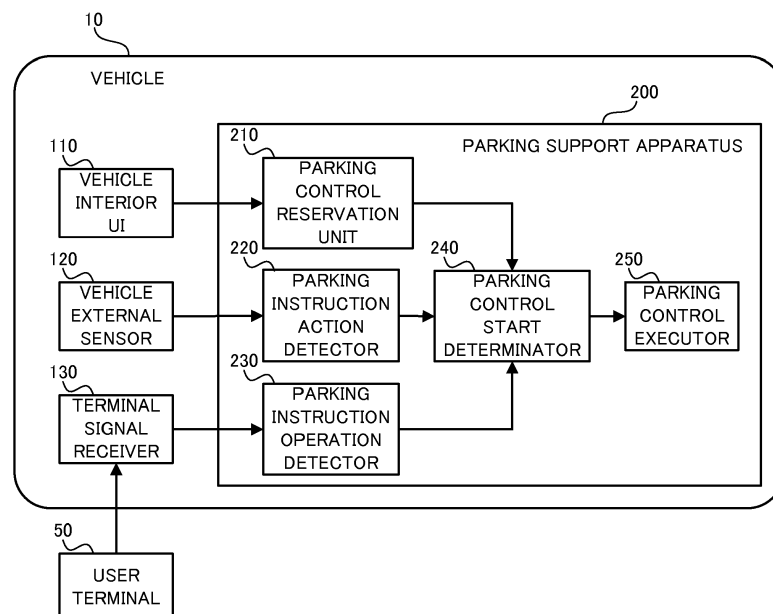 10
VEHICLE
200
PARKING SUPPORT APPARATUS
110
VEHICLE
INTERIOR
UI
210
PARKING
CONTROL
RESERVATION
UNIT
120
VEHICLE
EXTERNAL
SENSOR
220
PARKING
INSTRUCTION
ACTION
DETECTOR
240
PARKING
CONTROL
START
DETERMINATOR
250
PARKING
CONTROL
EXECUTOR
130
TERMINAL
SIGNAL
RECEIVER
230
PARKING
INSTRUCTION
OPERATION
DETECTOR
50
USER
TERMINAL